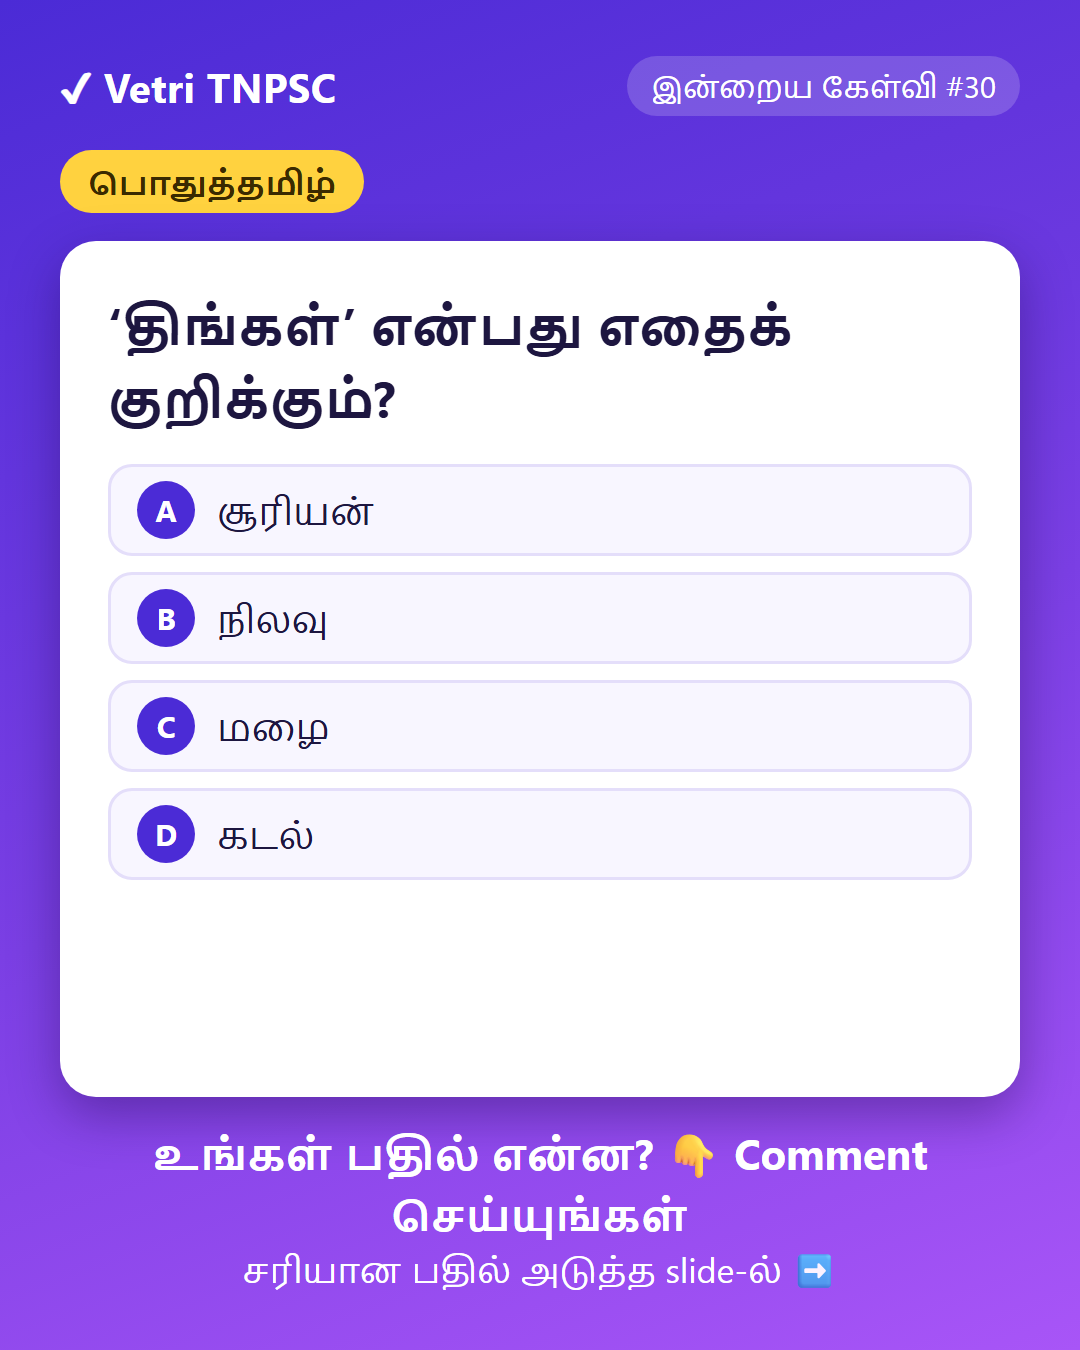 ✔ Vetri TNPSC
இன்றைய கேள்வி #30
பொதுத்தமிழ்
‘திங்கள்’ என்பது எதைக்
குறிக்கும்?
A சூரியன்
B நிலவு
C மழை
D கடல்
உங்கள் பதில் என்ன? 👇 Comment
செய்யுங்கள்
சரியான பதில் அடுத்த slide-ல் ➡️